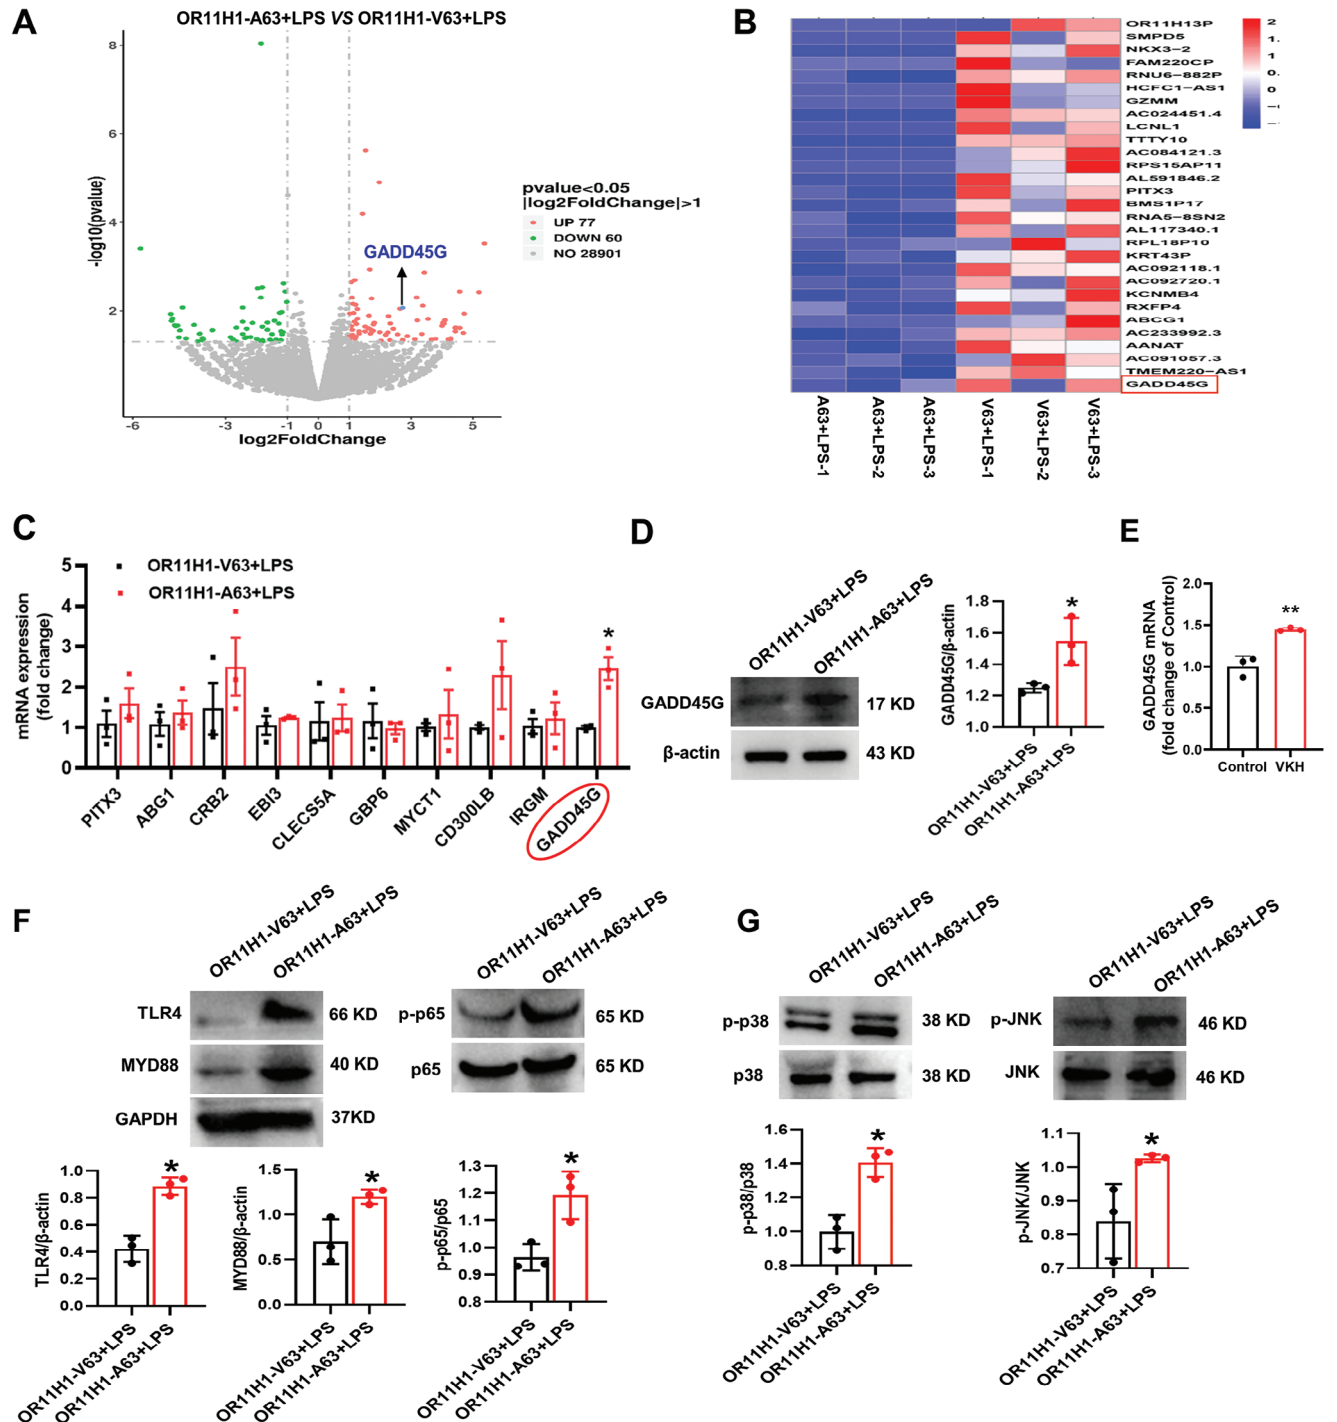 A
OR11H1-A63+LPS VS OR11H1-V63+LPS
-log10(pvalue)
8
6
4
2
-6
-3
-1
0
1
3
5
log2FoldChange
GADD45G
pvalue<0.05
|log2FoldChange|>1
UP 77
DOWN 60
NO 28901
B
OR11H13P
SMPD5
NKX3-2
FAM220CP
RNU6-882P
HCFC1-AS1
GZMM
AC024451.4
LCNL1
TTTY10
AC084121.3
RPS15AP11
AL591846.2
PITX3
BMS1P17
RNA5-8SN2
AL117340.1
RPL18P10
KRT43P
AC092118.1
AC092720.1
KCNMB4
RXFP4
ABCG1
AC233992.3
AANAT
AC091057.3
TMEM220-AS1
GADD45G
2
1.
0.
0
A63+LPS-1
A63+LPS-2
A63+LPS-3
V63+LPS-1
V63+LPS-2
V63+LPS-3
C
mRNA expression
(fold change)
5
4
3
2
1
0
OR11H1-V63+LPS
OR11H1-A63+LPS
*
PITX3
ABG1
CRB2
EBI3
CLECS5A
GBP6
MYCT1
CD300LB
IRGM
GADD45G
D
OR11H1-V63+LPS
OR11H1-A63+LPS
GADD45G
17 KD
β-actin
43 KD
GADD45G/β-actin
1.8
1.6
1.4
1.2
1.0
*
OR11H1-V63+LPS
OR11H1-A63+LPS
E
GADD45G mRNA
(fold change of Control)
2.0
1.5
1.0
0.5
0.0
**
Control VKH
F
OR11H1-V63+LPS
OR11H1-A63+LPS
TLR4
66 KD
MYD88
40 KD
GAPDH
37KD
OR11H1-V63+LPS
OR11H1-A63+LPS
p-p65
65 KD
p65
65 KD
TLR4/β-actin
1.0
0.8
0.6
0.4
0.2
0.0
*
OR11H1-V63+LPS
OR11H1-A63+LPS
MYD88/β-actin
1.5
1.0
0.5
0.0
*
OR11H1-V63+LPS
OR11H1-A63+LPS
p-p65/p65
1.3
1.2
1.1
1.0
0.9
0.8
*
OR11H1-V63+LPS
OR11H1-A63+LPS
G
OR11H1-V63+LPS
OR11H1-A63+LPS
p-p38
38 KD
p38
38 KD
OR11H1-V63+LPS
OR11H1-A63+LPS
p-JNK
46 KD
JNK
46 KD
p-p38/p38
1.6
1.4
1.2
1.0
0.8
*
OR11H1-V63+LPS
OR11H1-A63+LPS
p-JNK/JNK
1.1
1.0
0.9
0.8
0.7
*
OR11H1-V63+LPS
OR11H1-A63+LPS